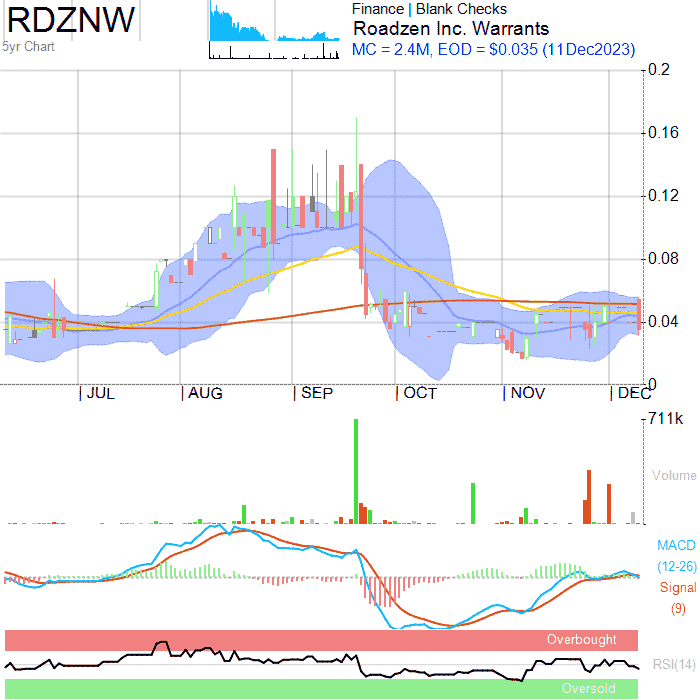 RDZNW
5yr Chart
Finance | Blank Checks
Roadzen Inc. Warrants
MC = 2.4M, EOD = $0.035 (11Dec2023)
0.2
0.16
0.12
0.08
0.04
0
JUL AUG SEP OCT NOV DEC
711k
Volume
MACD
(12-26)
Signal
(9)
Overbought
RSI(14)
Oversold